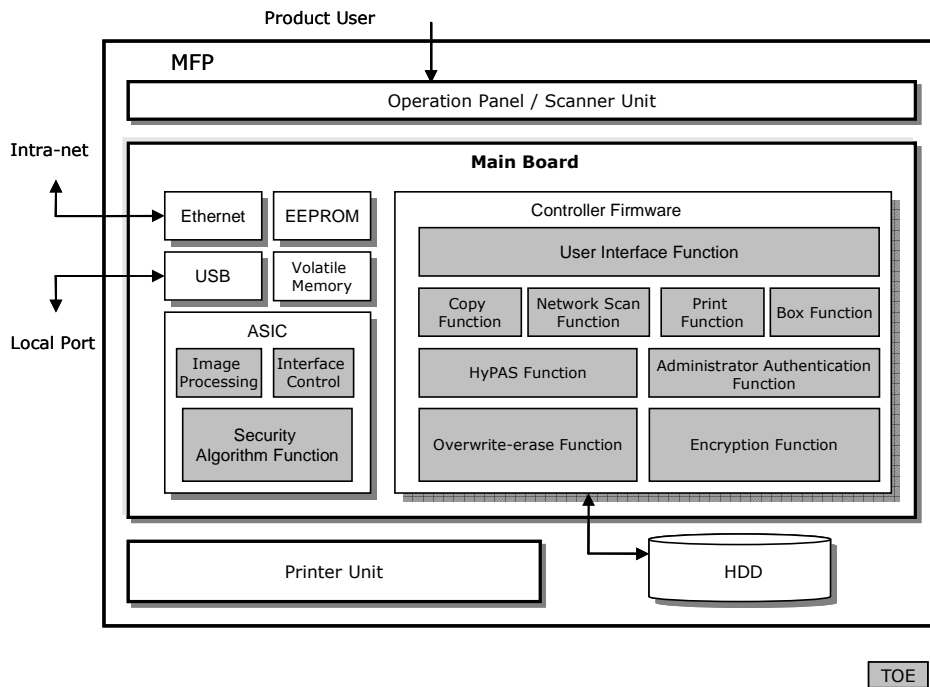 Product User
MFP
Operation Panel / Scanner Unit
Intra-net
Main Board
Ethernet
EEPROM
Controller Firmware
User Interface Function
USB
Volatile
Memory
Copy
Function
Network Scan
Function
Print
Function
Box Function
Local Port
ASIC
Image
Processing
Interface
Control
HyPAS Function
Administrator Authentication
Function
Security
Algorithm Function
Overwrite-erase Function
Encryption Function
Printer Unit
HDD
TOE